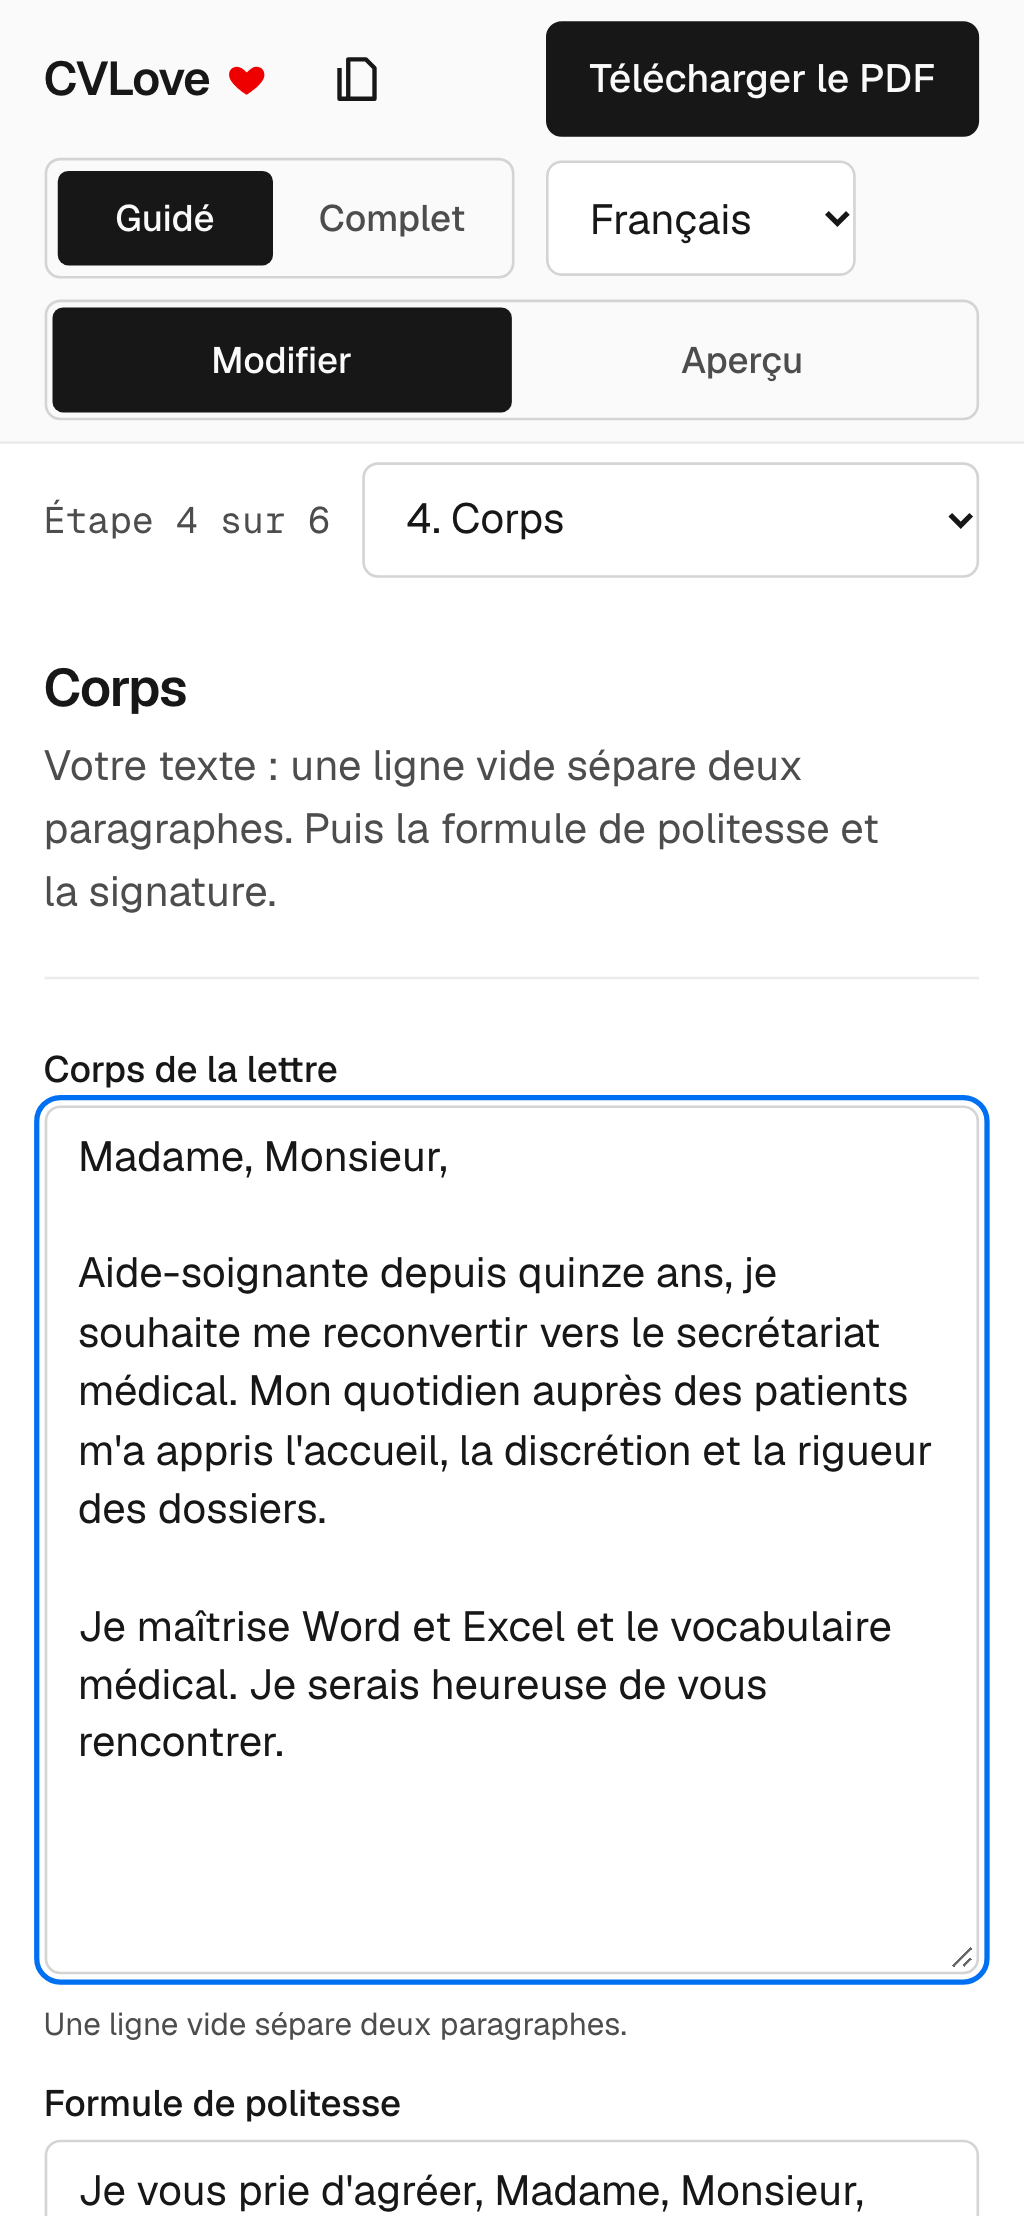 CVLove
Télécharger le PDF
Guidé
Complet
Français
Modifier
Aperçu
Étape 4 sur 6
4. Corps
Corps
Votre texte : une ligne vide sépare deux
paragraphes. Puis la formule de politesse et
la signature.
Corps de la lettre
Madame, Monsieur,
Aide-soignante depuis quinze ans, je
souhaite me reconvertir vers le secrétariat
médical. Mon quotidien auprès des patients
m'a appris l'accueil, la discrétion et la rigueur
des dossiers.
Je maîtrise Word et Excel et le vocabulaire
médical. Je serais heureuse de vous
rencontrer.
Une ligne vide sépare deux paragraphes.
Formule de politesse
Je vous prie d'agréer, Madame, Monsieur,